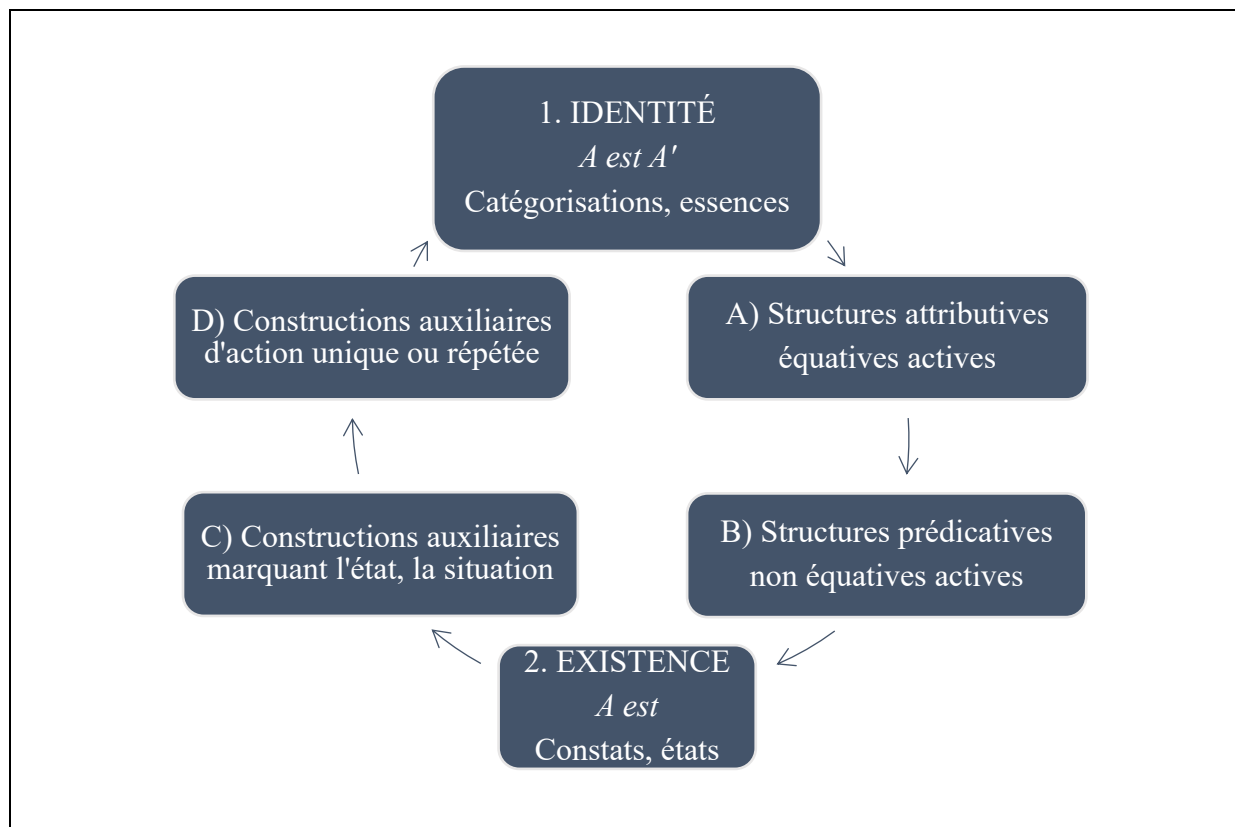 1. IDENTITÉ
A est A'
Catégorisations, essences
D) Constructions auxiliaires
d'action unique ou répétée
A) Structures attributives
équatives actives
C) Constructions auxiliaires
marquant l'état, la situation
B) Structures prédicatives
non équatives actives
2. EXISTENCE
A est
Constats, états